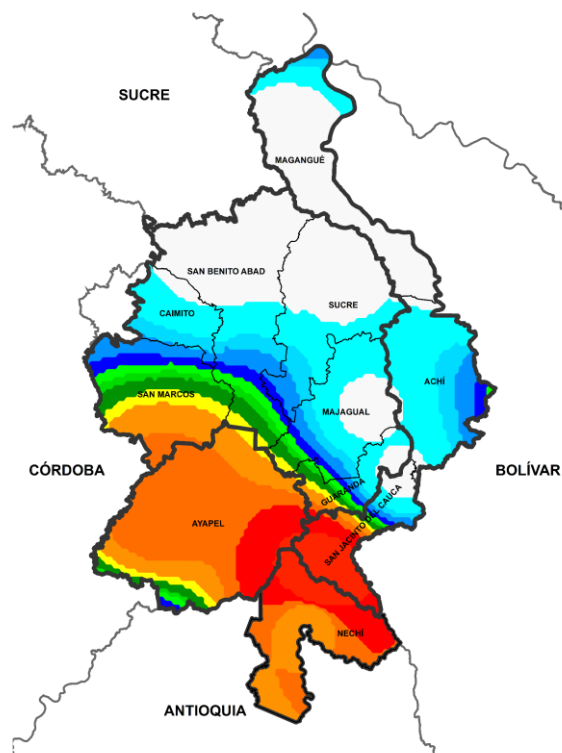 SUCRE
MAGANGUÉ
SAN BENITO ABAD
SUCRE
CAIMITO
ACHÍ
SAN MARCOS
MAJAGUAL
CÓRDOBA
BOLÍVAR
GUARANDA
SAN JACINTO DEL CAUCA
AYAPEL
NECHÍ
ANTIOQUIA